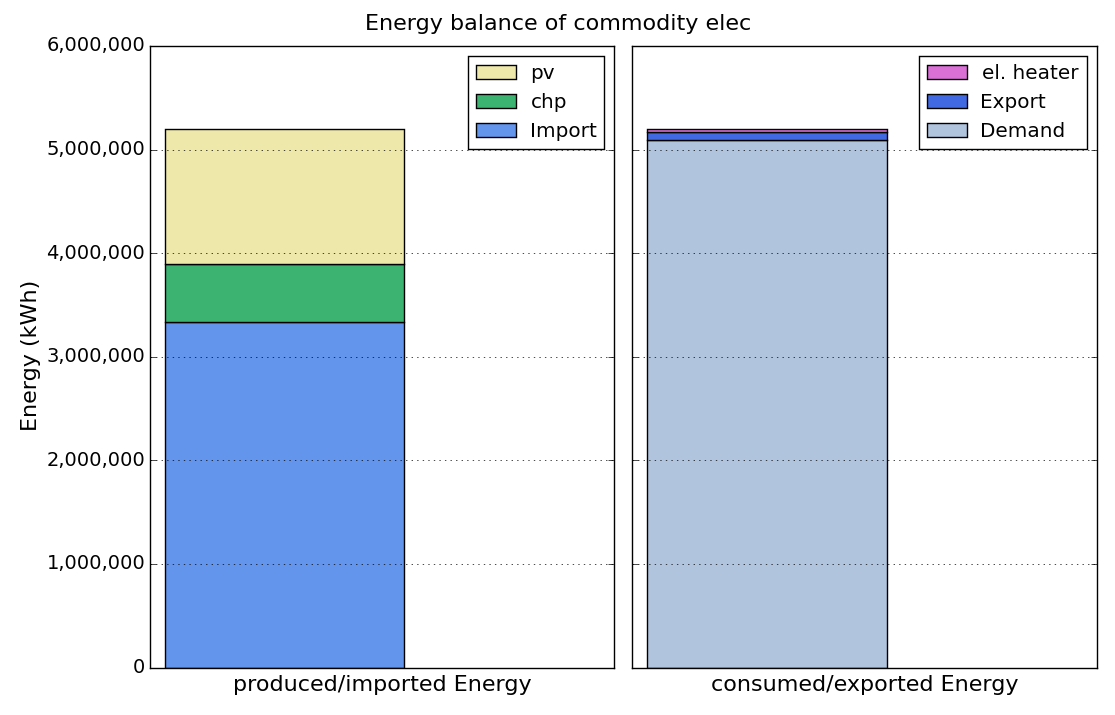 Energy balance of commodity elec
Energy (kWh)
6,000,000
5,000,000
4,000,000
3,000,000
2,000,000
1,000,000
0
pv
chp
Import
produced/imported Energy
el. heater
Export
Demand
consumed/exported Energy